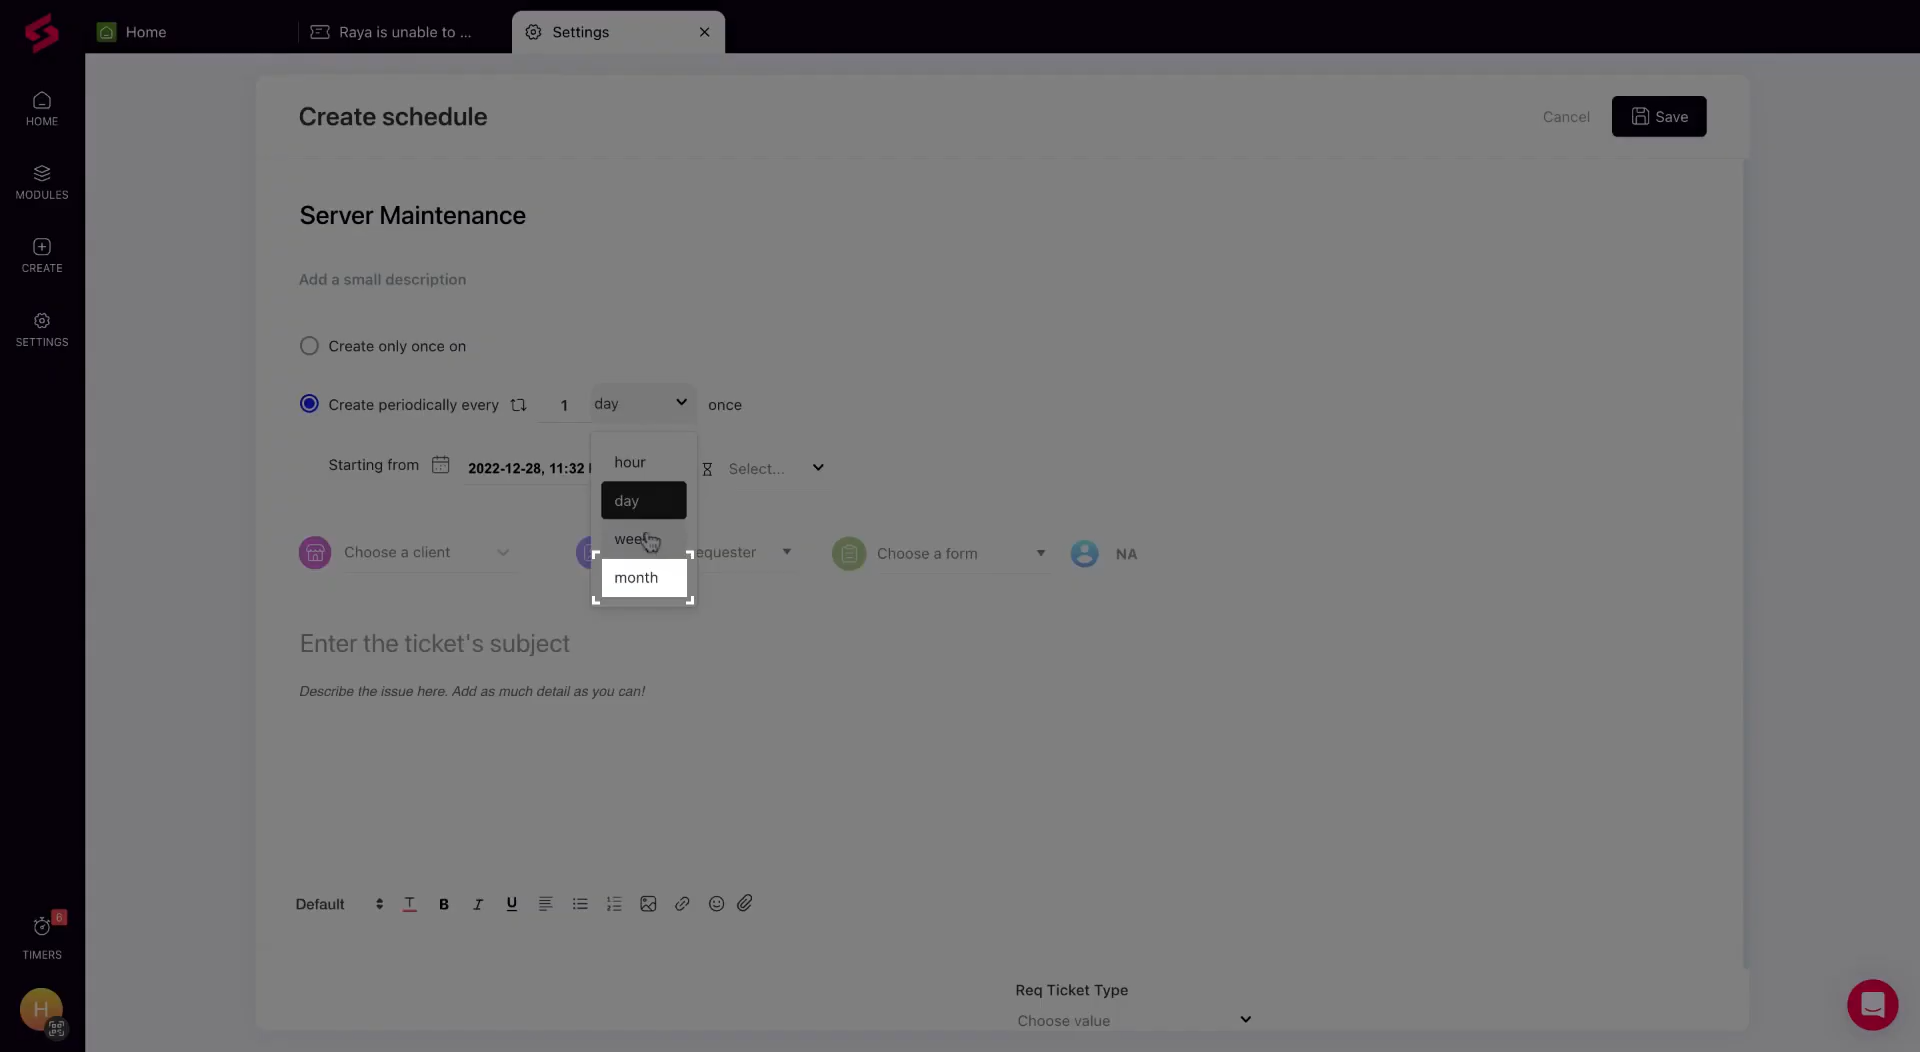 Home
Raya is unable to ...
Settings
HOME
MODULES
CREATE
SETTINGS
TIMERS
6
H
Create schedule
Cancel
Save
Server Maintenance
Add a small description
Create only once on
Create periodically every 1 day once
hour
day
month
Starting from 2022-12-28, 11:32
Select...
Choose a client
Choose a form
NA
Enter the ticket's subject
Describe the issue here. Add as much detail as you can!
Default
T B I U
Req Ticket Type
Choose value